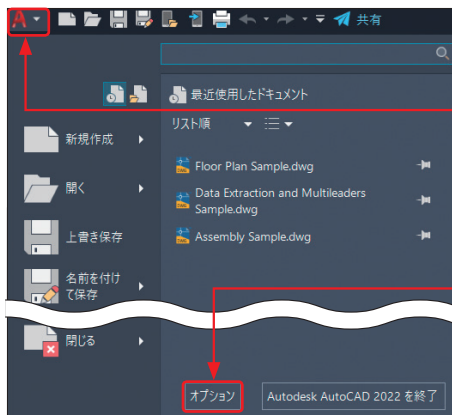 A
共有
最近使用したドキュメント
リスト順
新規作成
Floor Plan Sample.dwg
開く
Data Extraction and Multileaders
Sample.dwg
上書き保存
Assembly Sample.dwg
名前を付け
て保存
閉じる
オプション
Autodesk AutoCAD 2022 を終了